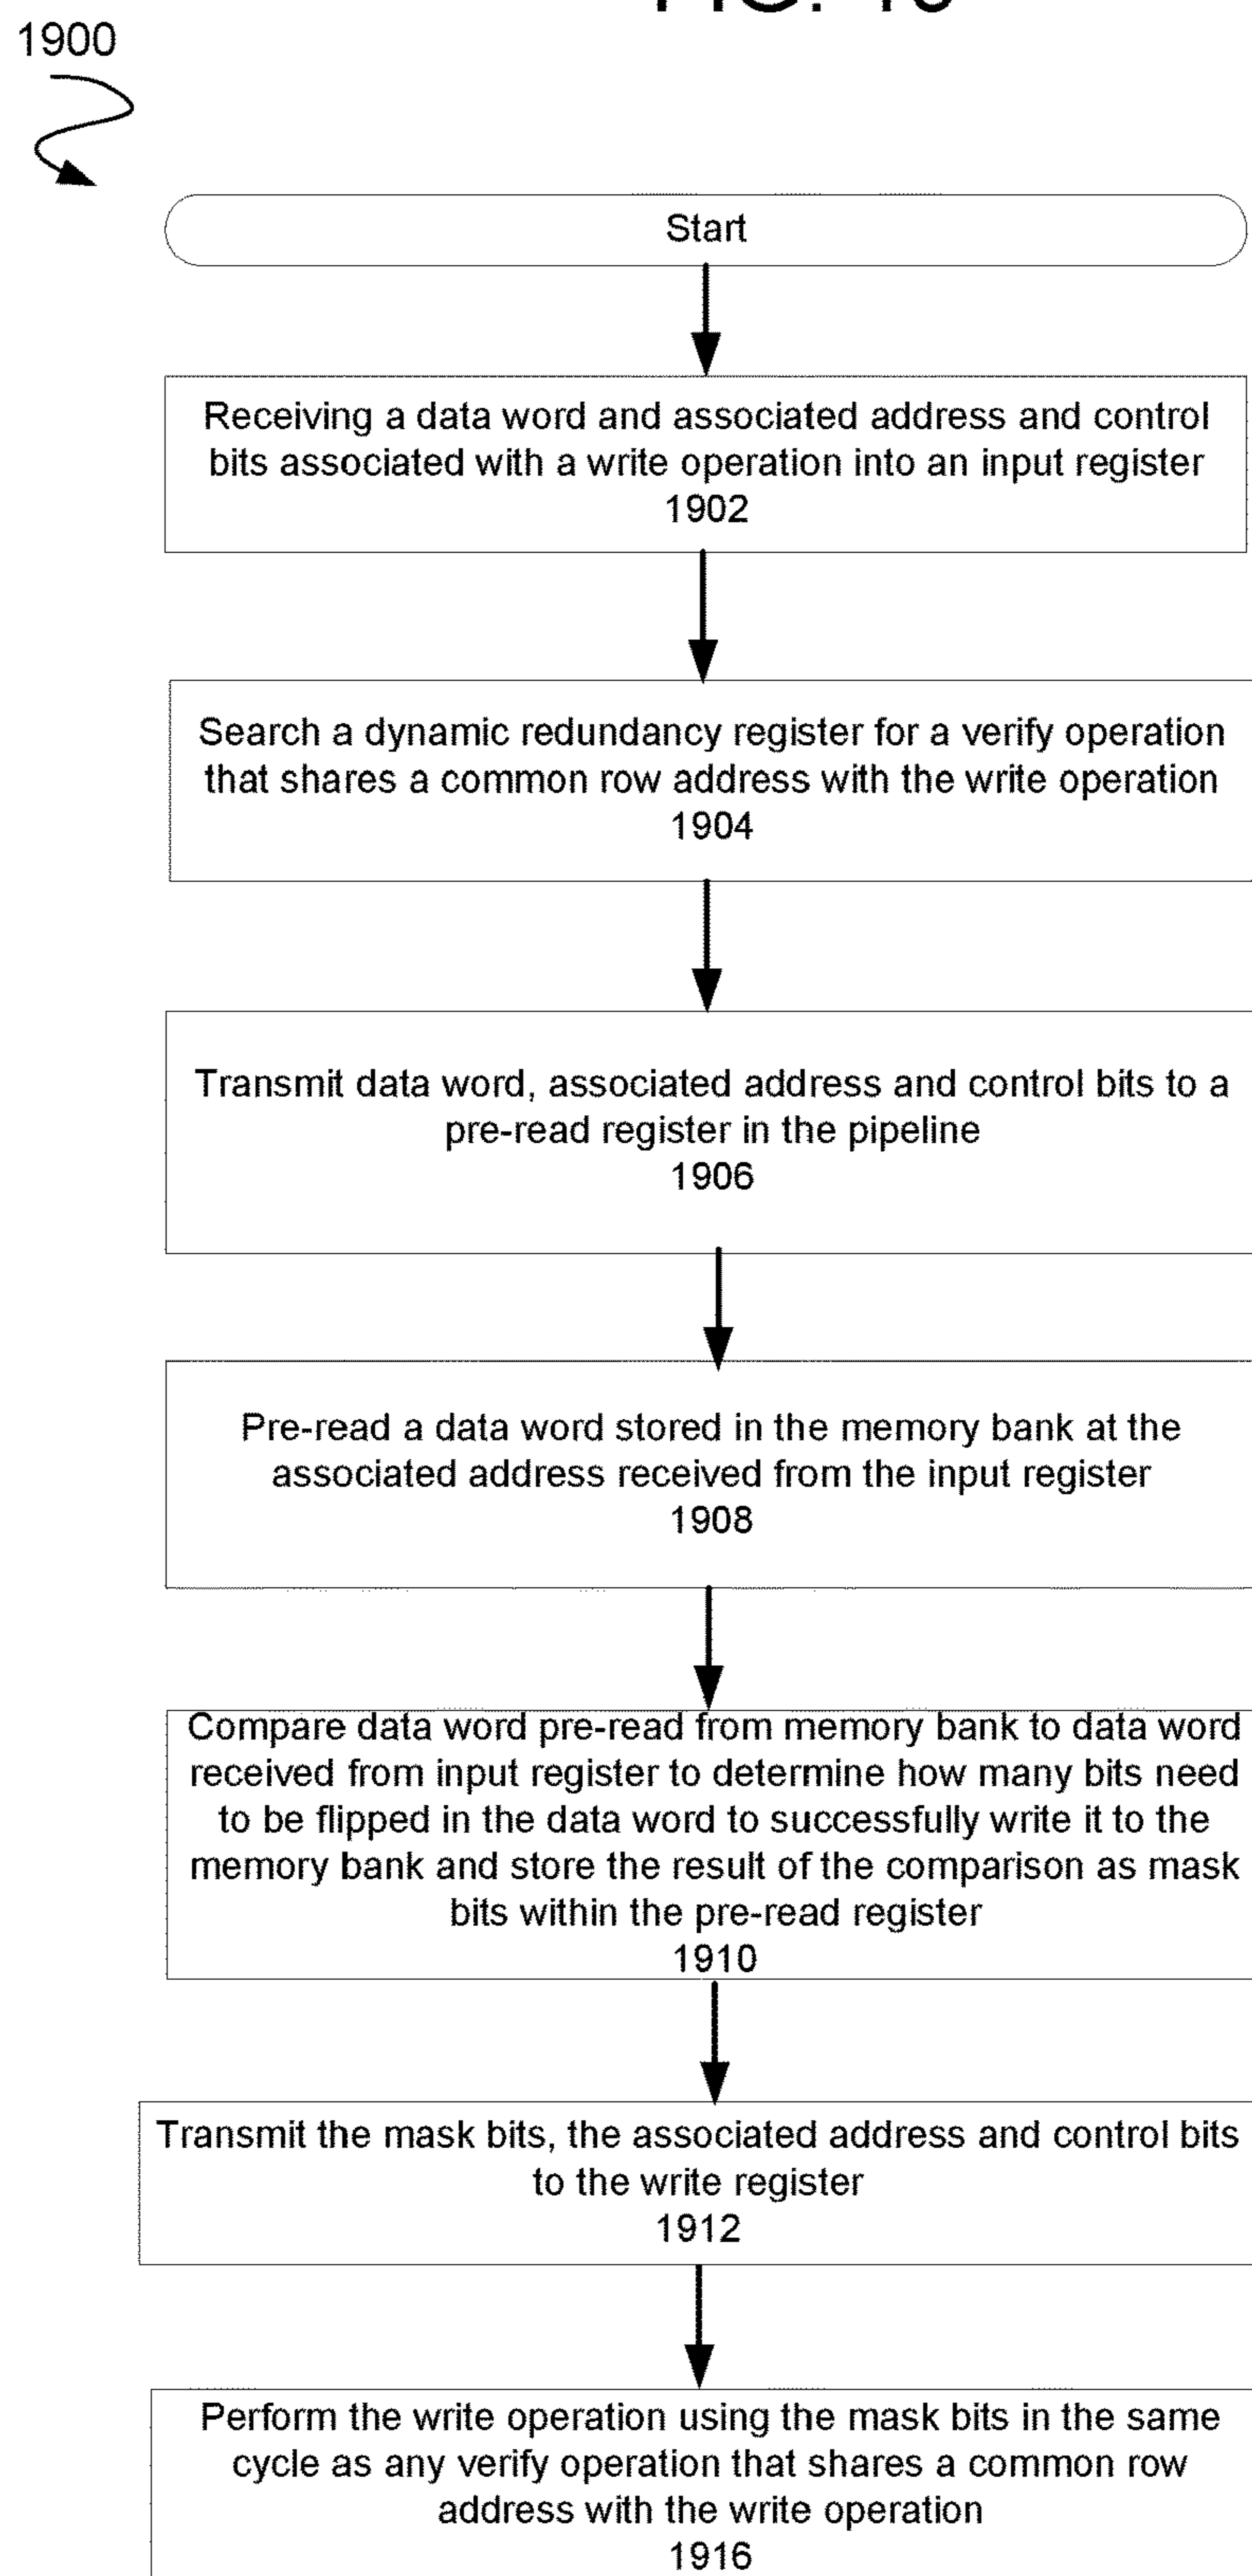 1900
Start
Receiving a data word and associated address and control
bits associated with a write operation into an input register
1902
Search a dynamic redundancy register for a verify operation
that shares a common row address with the write operation
1904
Transmit data word, associated address and control bits to a
pre-read register in the pipeline
1906
Pre-read a data word stored in the memory bank at the
associated address received from the input register
1908
Compare data word pre-read from memory bank to data word
received from input register to determine how many bits need
to be flipped in the data word to successfully write it to the
memory bank and store the result of the comparison as mask
bits within the pre-read register
1910
Transmit the mask bits, the associated address and control bits
to the write register
1912
Perform the write operation using the mask bits in the same
cycle as any verify operation that shares a common row
address with the write operation
1916